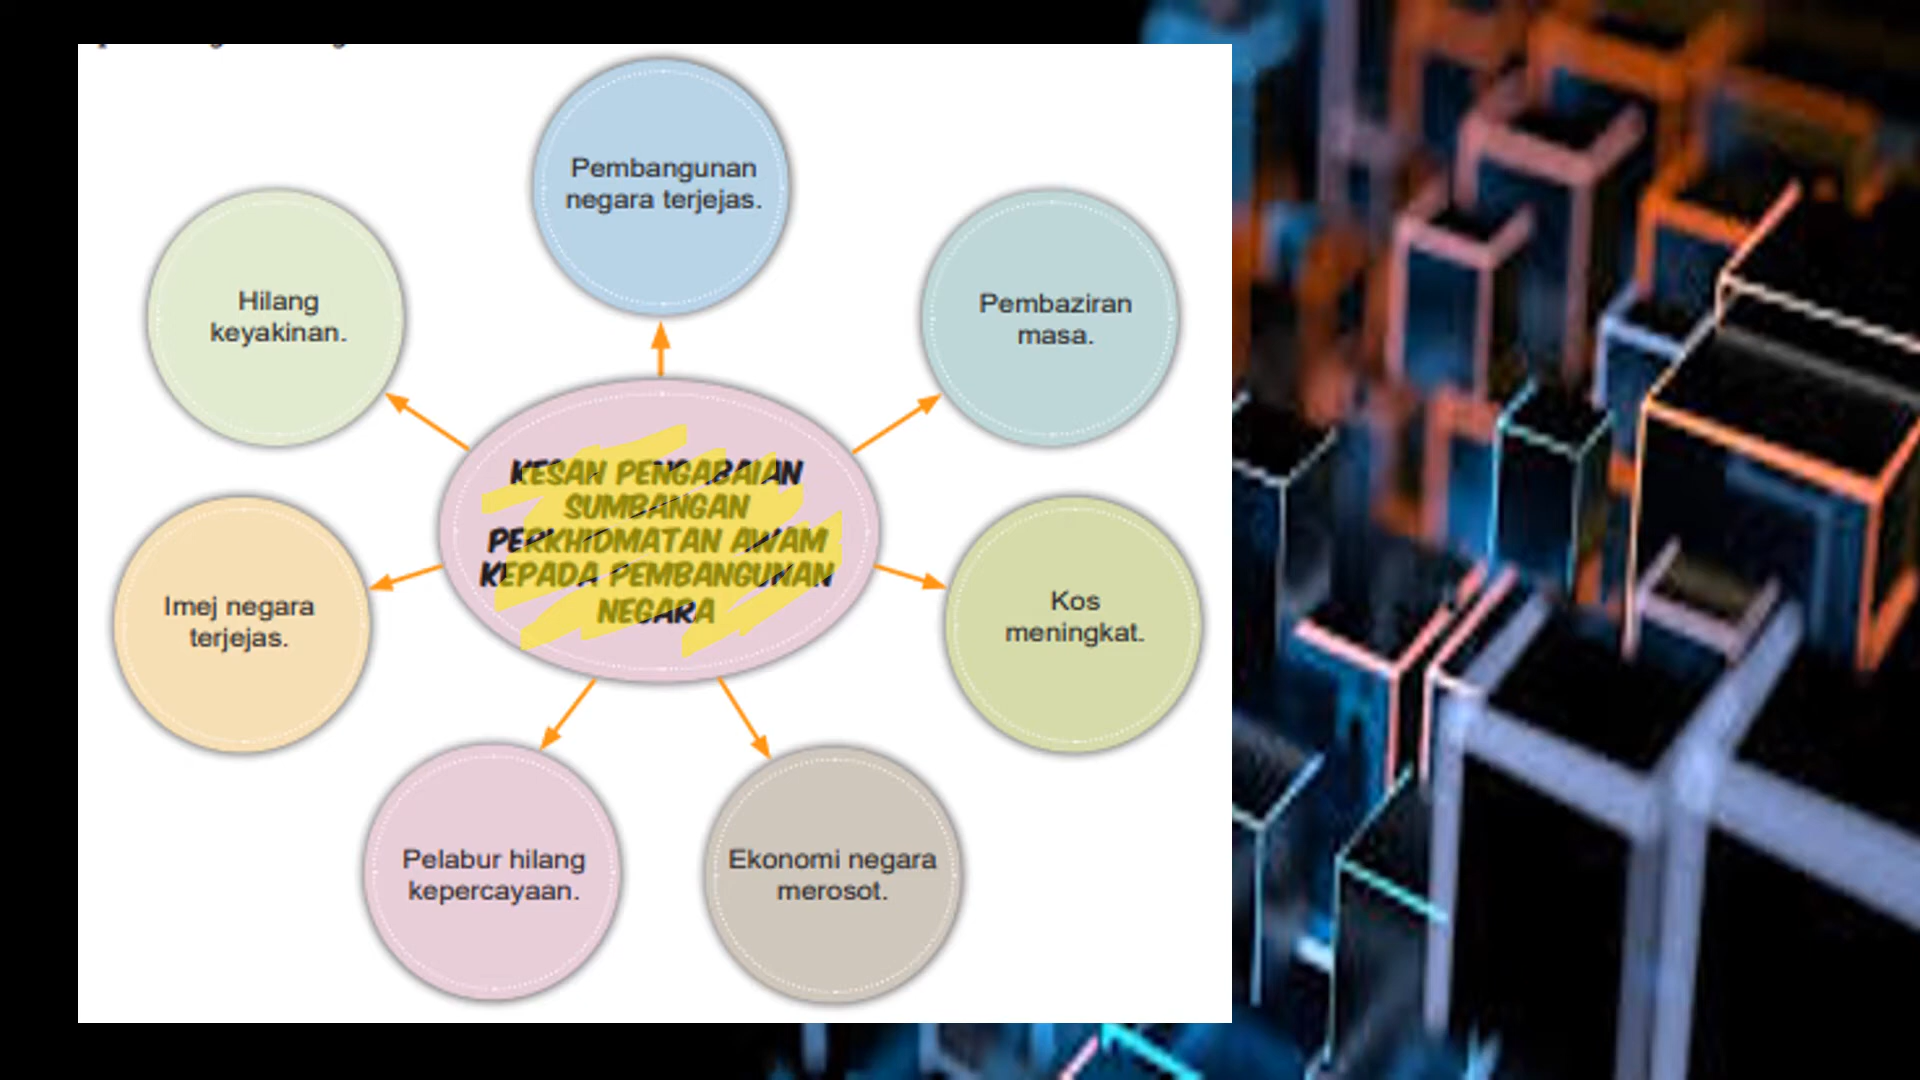 Pembangunan
negara terjejas.
Hilang
keyakinan.
Pembaziran
masa.
KESAN PENGABAIAN
SUMBANGAN
PERKHIDMATAN AWAM
KEPADA PEMBANGUNAN
NEGARA
Imej negara
terjejas.
Kos
meningkat.
Pelabur hilang
kepercayaan.
Ekonomi negara
merosot.